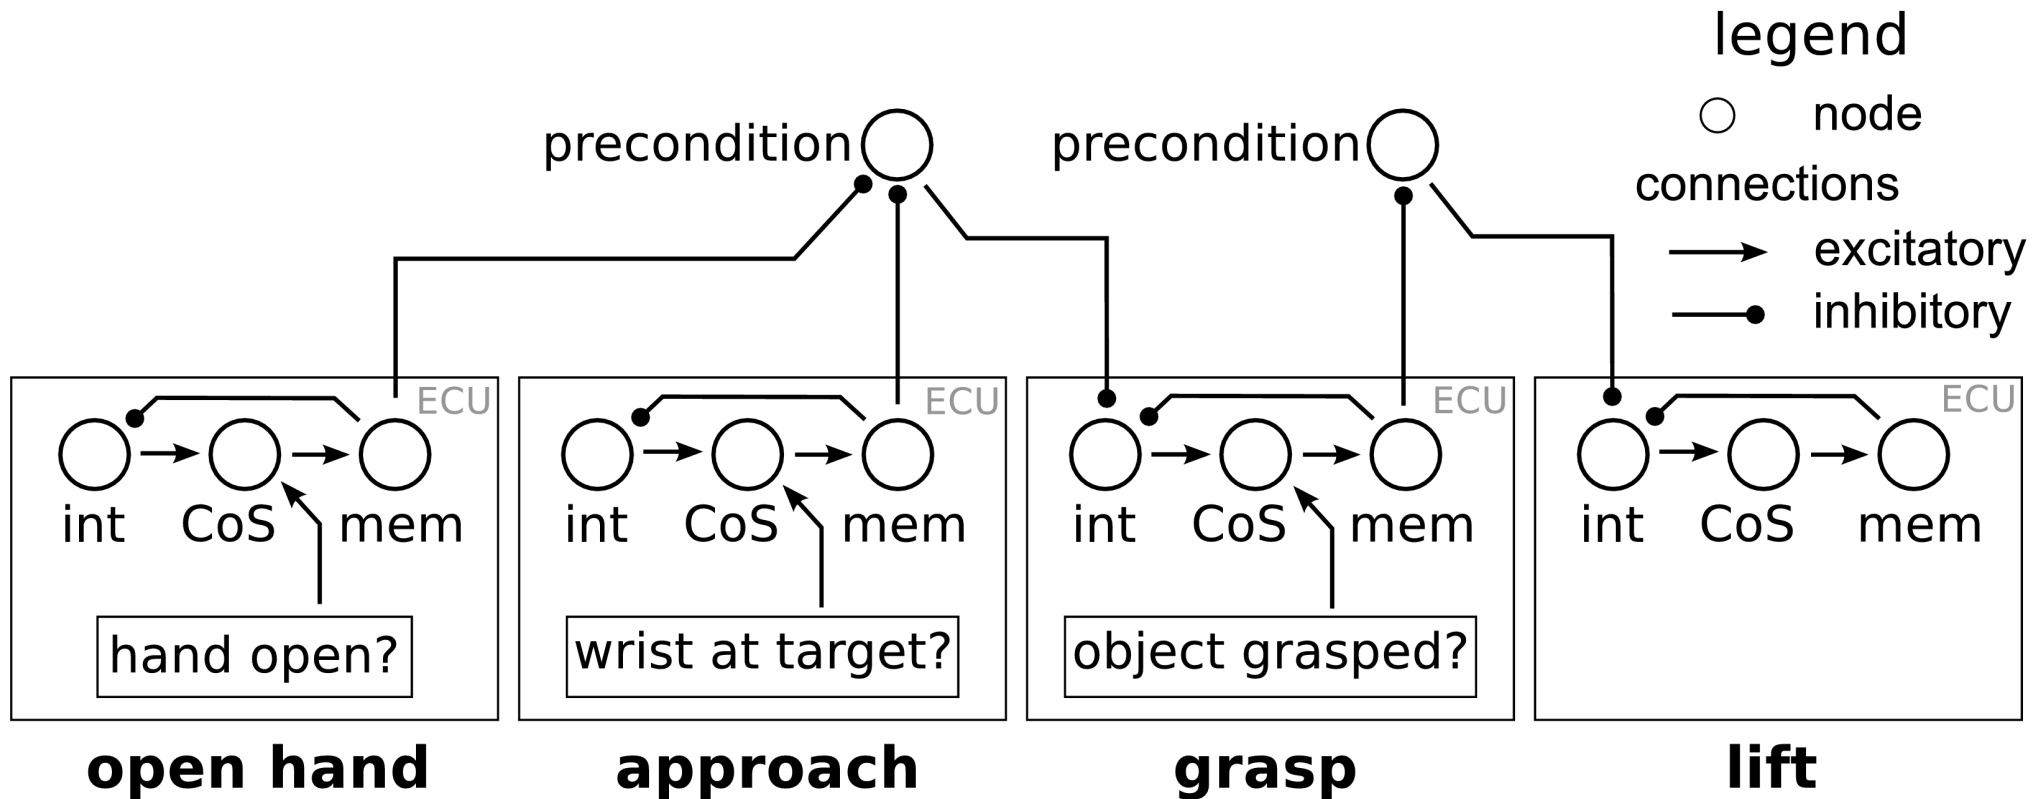 legend
node
connections
excitatory
inhibitory
precondition
precondition
ECU
int
CoS
mem
hand open?
open hand
ECU
int
CoS
mem
wrist at target?
approach
ECU
int
CoS
mem
object grasped?
grasp
ECU
int
CoS
mem
lift